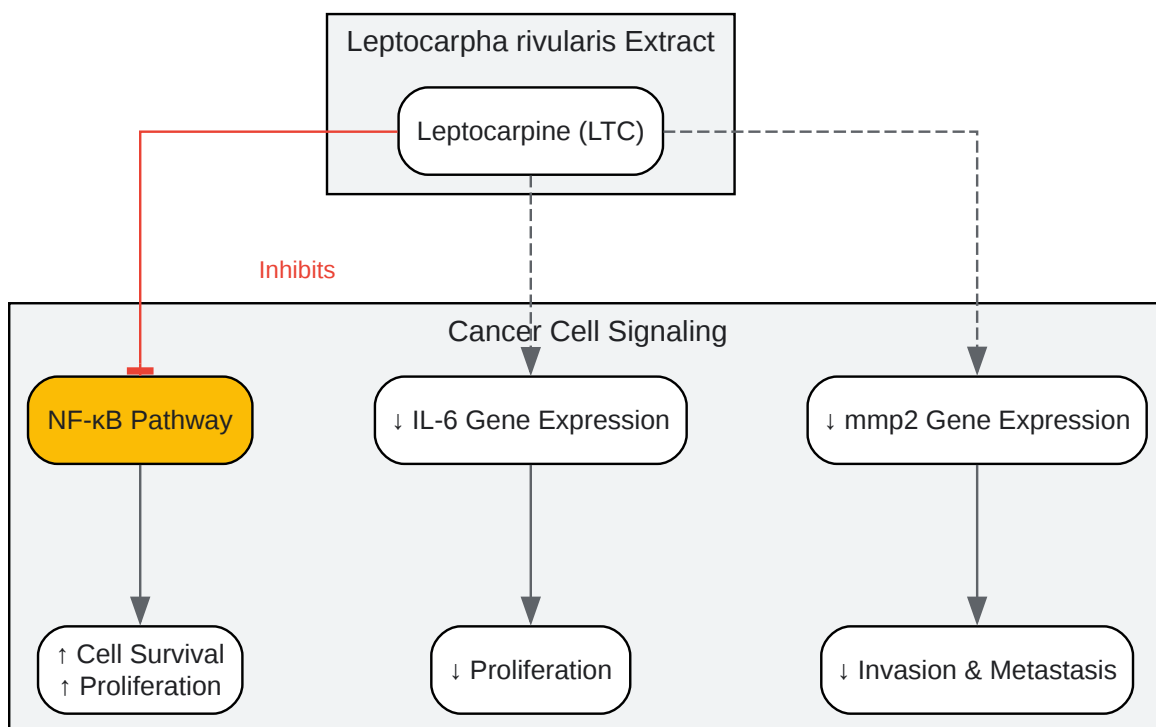 Leptocarpha rivularis Extract
Leptocarpine (LTC)
Inhibits
Cancer Cell Signaling
NF-κB Pathway
↓ IL-6 Gene Expression
↓ mmp2 Gene Expression
↑ Cell Survival
↑ Proliferation
↓ Proliferation
↓ Invasion & Metastasis